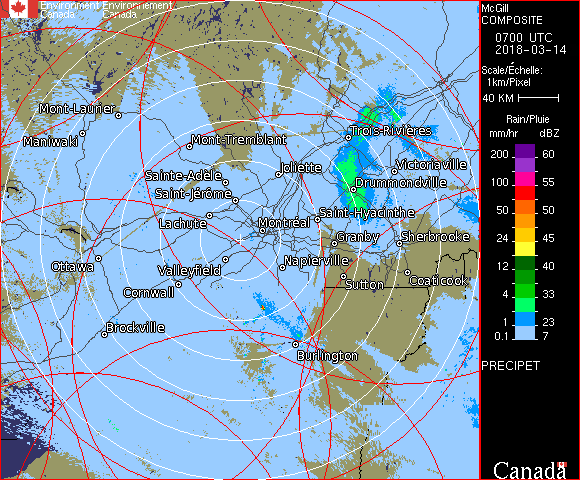 Environment Environnement
Canada Canada
McGill
COMPOSITE
0700 UTC
2018-03-14
Scale/Échelle:
1km/Pixel
40 KM
Rain/Pluie
mm/hr dBZ
200 60
150 57
100 55
50 50
24 45
12 40
4 33
1 23
0.1 7
PRECIPET
Canada
Mont-Laurier
Maniwaki
Mont-Tremblant
Trois-Rivières
Joliette
Victoriaville
Sainte-Adèle
Drummondville
Saint-Jérôme
Saint-Hyacinthe
Lachute
Montréal
Granby
Sherbrooke
Ottawa
Valleyfield
Napierville
Coaticook
Sutton
Cornwall
Brockville
Burlington